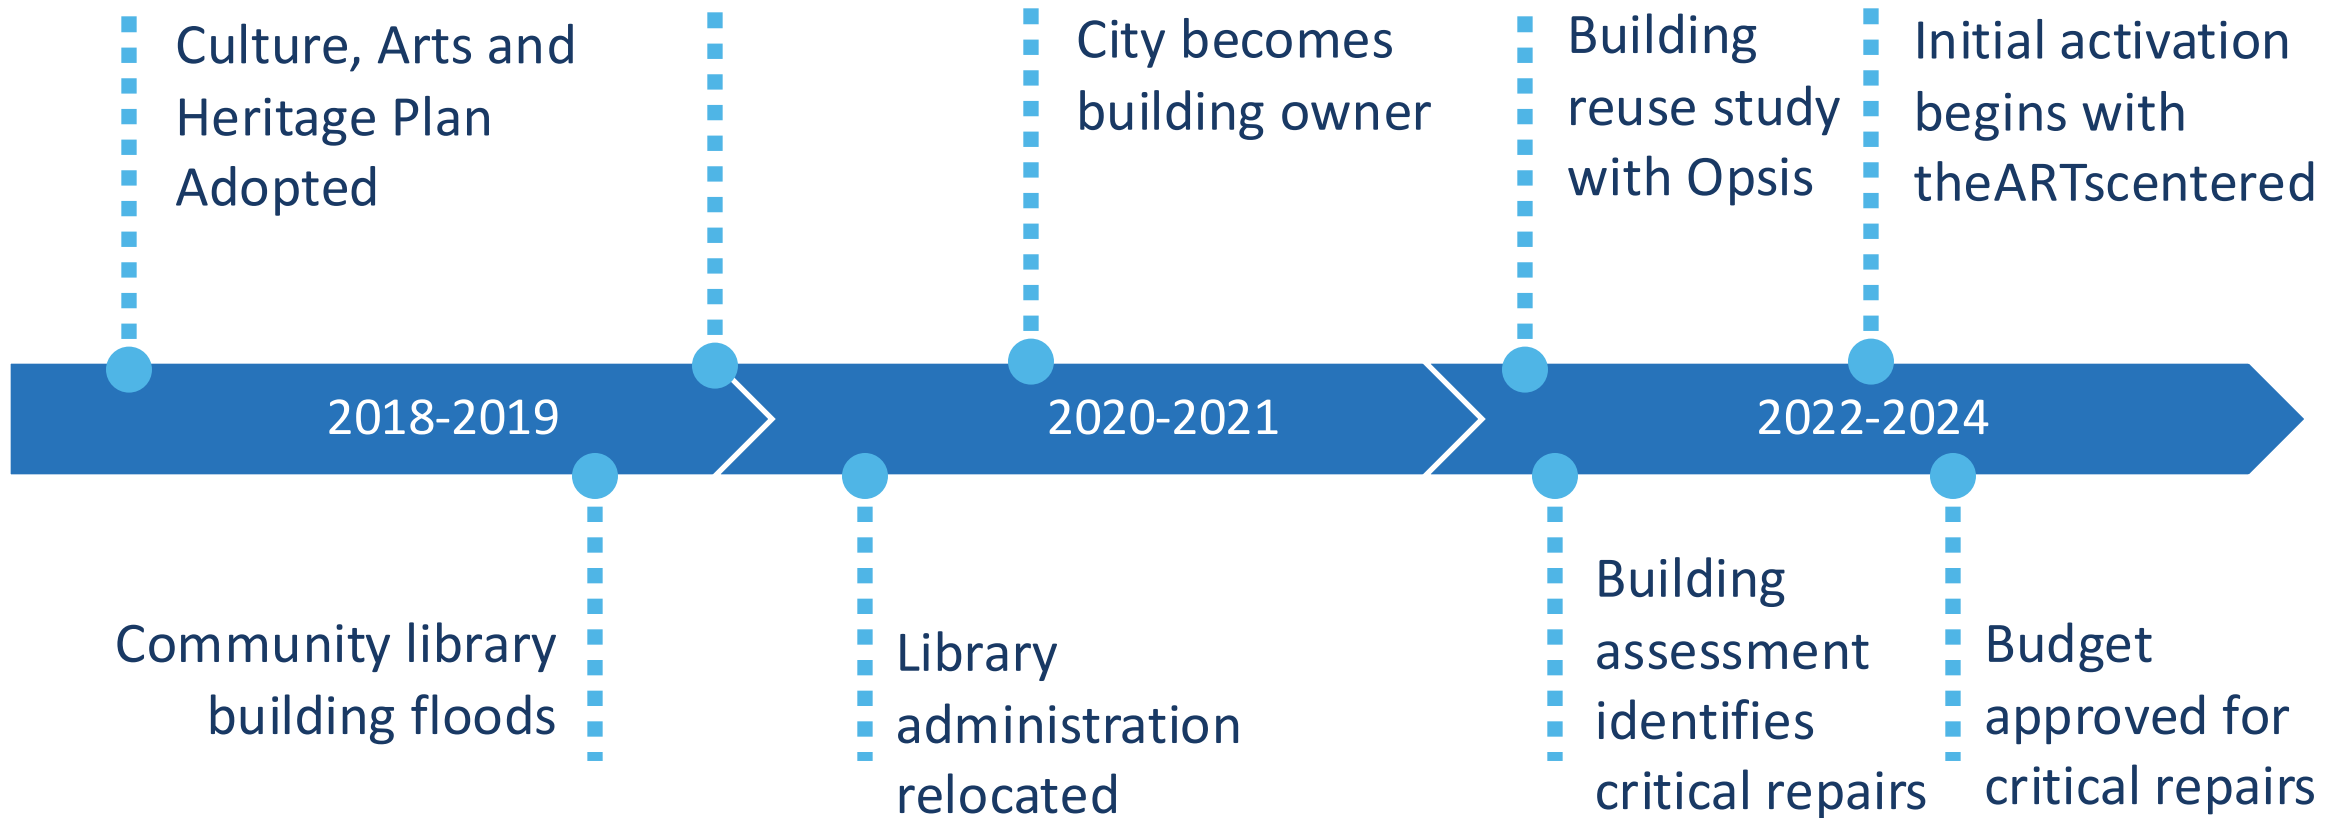 Culture, Arts and
Heritage Plan
Adopted
City becomes
building owner
Building
reuse study
with Opsis
Initial activation
begins with
theARTscentered
2018-2019
2020-2021
2022-2024
Community library
building floods
Library
administration
relocated
Building
assessment
identifies
critical repairs
Budget
approved for
critical repairs